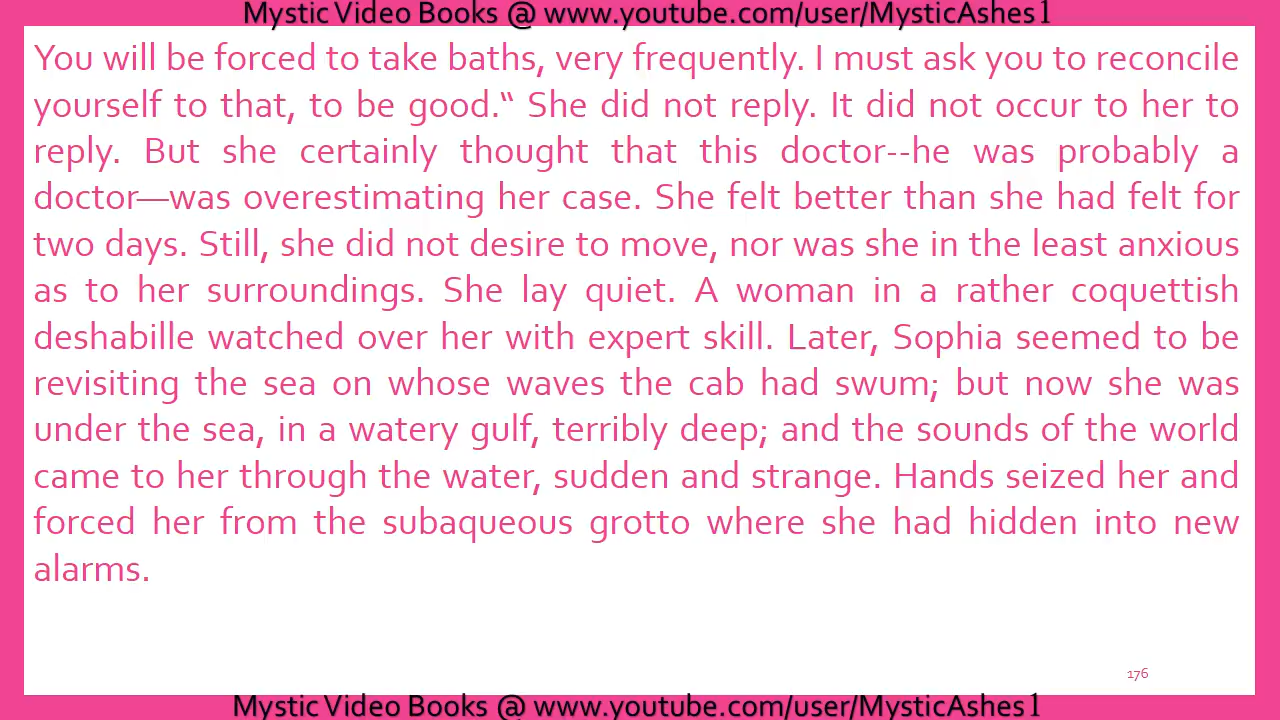 Mystic Video Books @ www.youtube.com/user/MysticAshes1
You will be forced to take baths, very frequently. I must ask you to reconcile
yourself to that, to be good.“ She did not reply. It did not occur to her to
reply. But she certainly thought that this doctor--he was probably a
doctor—was overestimating her case. She felt better than she had felt for
two days. Still, she did not desire to move, nor was she in the least anxious
as to her surroundings. She lay quiet. A woman in a rather coquettish
deshabille watched over her with expert skill. Later, Sophia seemed to be
revisiting the sea on whose waves the cab had swum; but now she was
under the sea, in a watery gulf, terribly deep; and the sounds of the world
came to her through the water, sudden and strange. Hands seized her and
forced her from the subaqueous grotto where she had hidden into new
alarms.
176
Mystic Video Books @ www.youtube.com/user/MysticAshes1